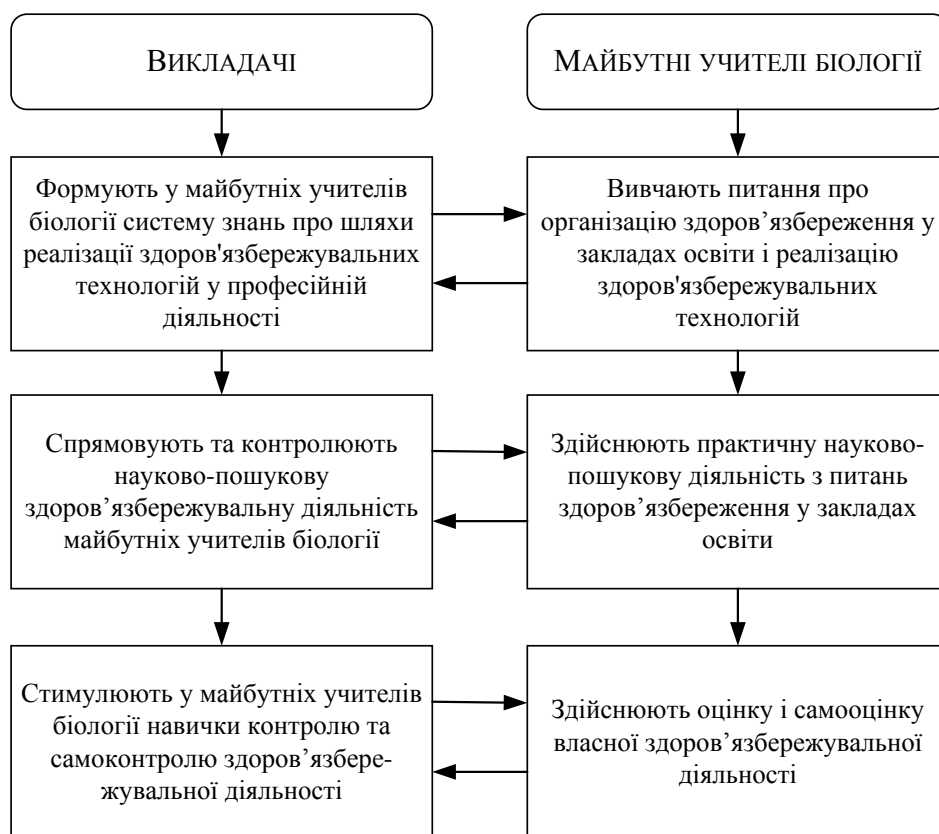 ВИКЛАДАЧІ
МАЙБУТНІ УЧИТЕЛІ БІОЛОГІЇ
Формують у майбутніх учителів
біології систему знань про шляхи
реалізації здоров'язбережувальних
технологій у професійній
діяльності
Вивчають питання про
організацію здоров’язбереження у
закладах освіти і реалізацію
здоров'язбережувальних
технологій
Спрямовують та контролюють
науково-пошукову
здоров’язбережувальну діяльність
майбутніх учителів біології
Здійснюють практичну науково-
пошукову діяльність з питань
здоров’язбереження у закладах
освіти
Стимулюють у майбутніх учителів
біології навички контролю та
самоконтролю здоров’язбере-
жувальної діяльності
Здійснюють оцінку і самооцінку
власної здоров’язбережувальної
діяльності